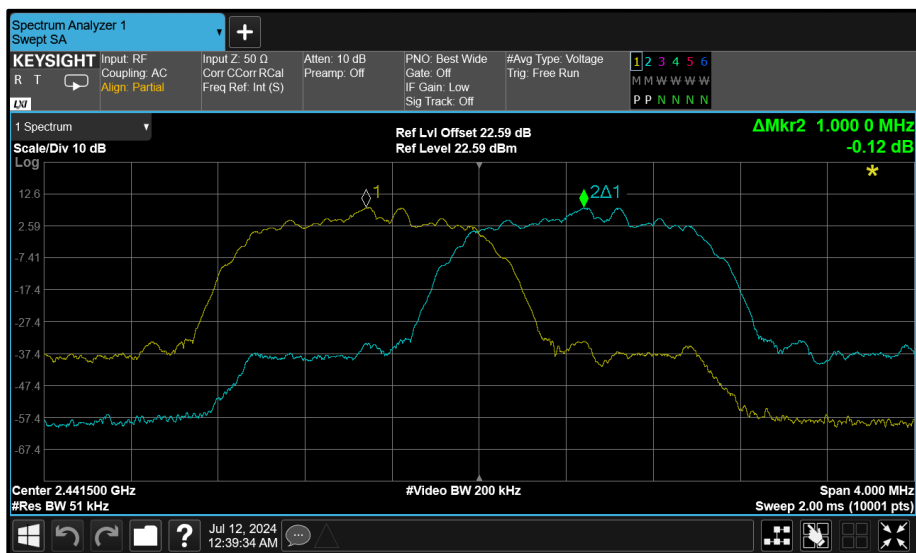 Spectrum Analyzer 1
Swept SA
+
KEYSIGHT
R T
LXI
Input: RF
Coupling: AC
Align: Partial
Input Z: 50 Ω
Corr CCorr RCal
Freq Ref: Int (S)
Atten: 10 dB
Preamp: Off
PNO: Best Wide
Gate: Off
IF Gain: Low
Sig Track: Off
#Avg Type: Voltage
Trig: Free Run
1 2 3 4 5 6
M M W W W W
P P N N N N
1 Spectrum
Scale/Div 10 dB
Log
Ref Lvl Offset 22.59 dB
Ref Level 22.59 dBm
ΔMkr2 1.000 0 MHz
-0.12 dB
*
1
2Δ1
12.6
2.59
-7.41
-17.4
-27.4
-37.4
-47.4
-57.4
-67.4
Center 2.441500 GHz
#Video BW 200 kHz
Span 4.000 MHz
#Res BW 51 kHz
Sweep 2.00 ms (10001 pts)
?
Jul 12, 2024
12:39:34 AM